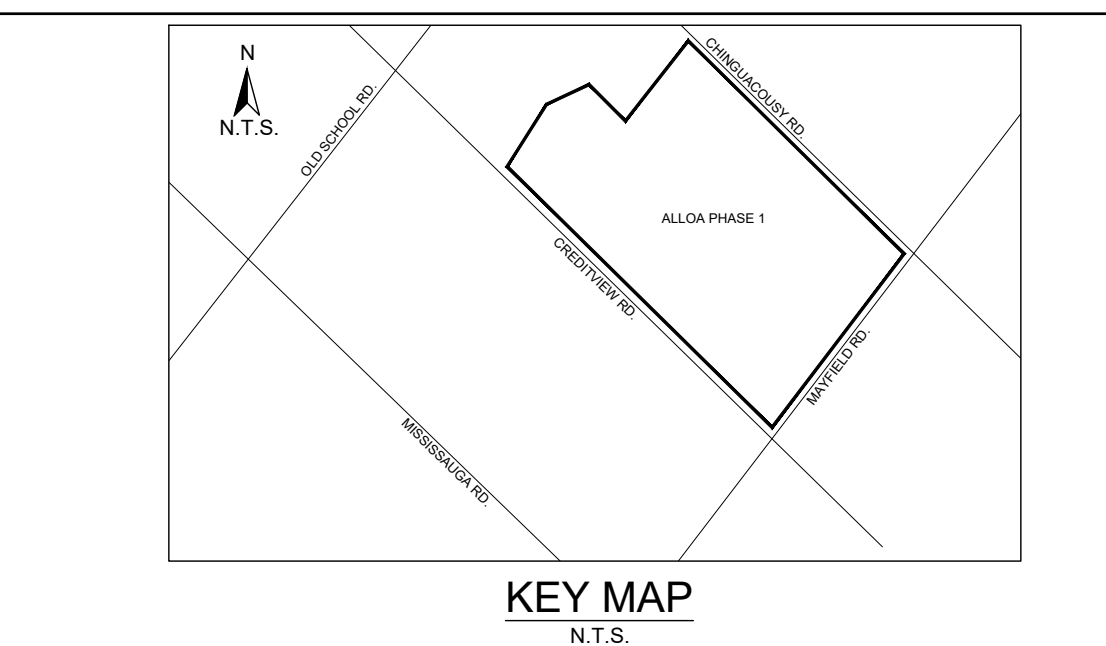 N
N.T.S.
OLD SCHOOL RD.
CHINGUACOUSY RD.
ALLOA PHASE 1
CREDITVIEW RD.
MAYFIELD RD.
MISSISSAUGA RD.
KEY MAP
N.T.S.